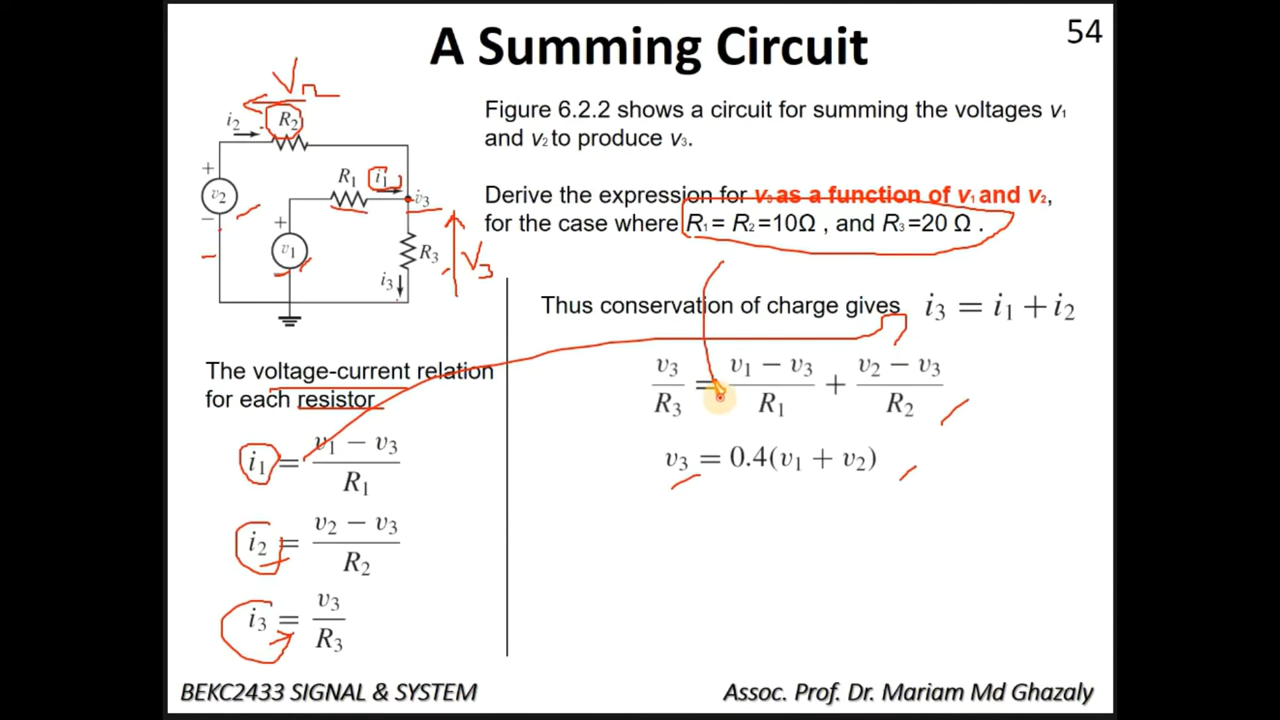 A Summing Circuit
54
Figure 6.2.2 shows a circuit for summing the voltages v₁
and v₂ to produce v₃.
Derive the expression for v₃ as a function of v₁ and v₂,
for the case where R₁ = R₂=10Ω , and R₃=20 Ω .
V
i₂
R₂
+
v₂
−
R₁
i₁
v₃
+
v₁
−
R₃
V₃
i₃
Thus conservation of charge gives i₃ = i₁ + i₂
v₃/R₃ = (v₁ − v₃)/R₁ + (v₂ − v₃)/R₂
v₃ = 0.4(v₁ + v₂)
The voltage-current relation
for each resistor
i₁ = (v₁ − v₃)/R₁
i₂ = (v₂ − v₃)/R₂
i₃ = v₃/R₃
BEKC2433 SIGNAL & SYSTEM
Assoc. Prof. Dr. Mariam Md Ghazaly